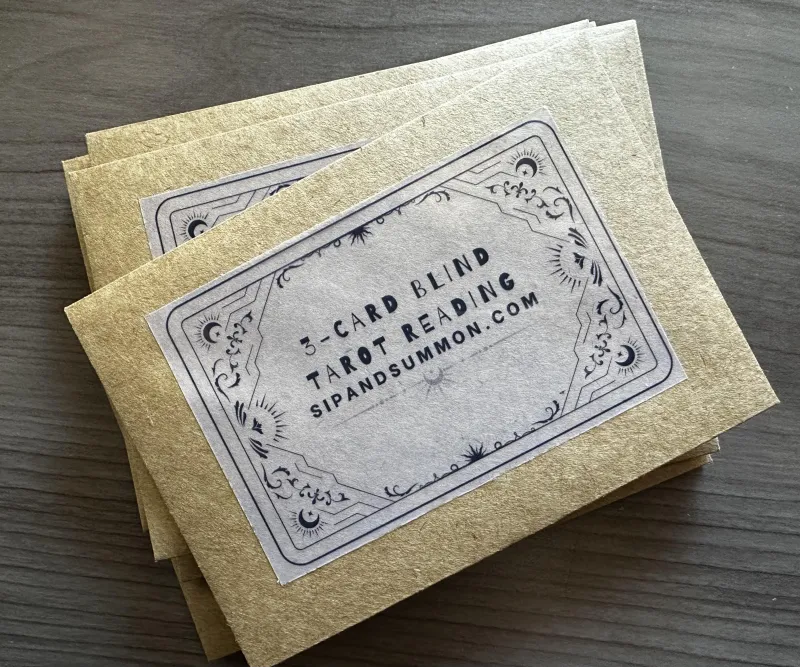 3-CARD BLIND
TAROT READING
SIPANDSUMMON.COM